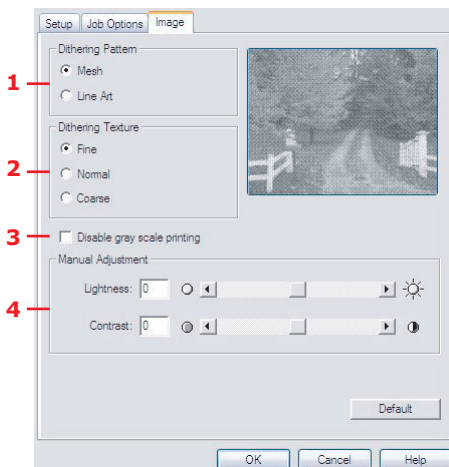 Setup Job Options Image
Dithering Pattern
1
Mesh
Line Art
Dithering Texture
Fine
2
Normal
Coarse
3
Disable gray scale printing
Manual Adjustment
Lightness: 0
4
Contrast: 0
Default
OK Cancel Help